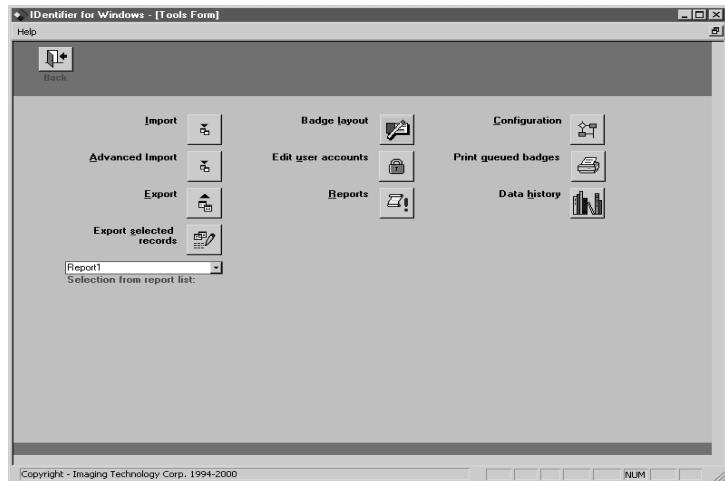 IDentifier for Windows - [Tools Form]
Help
Back
Import
Badge layout
Configuration
Advanced Import
Edit user accounts
Print queued badges
Export
Reports
Data history
Export selected
records
Report1
Selection from report list:
Copyright - Imaging Technology Corp. 1994-2000
NUM